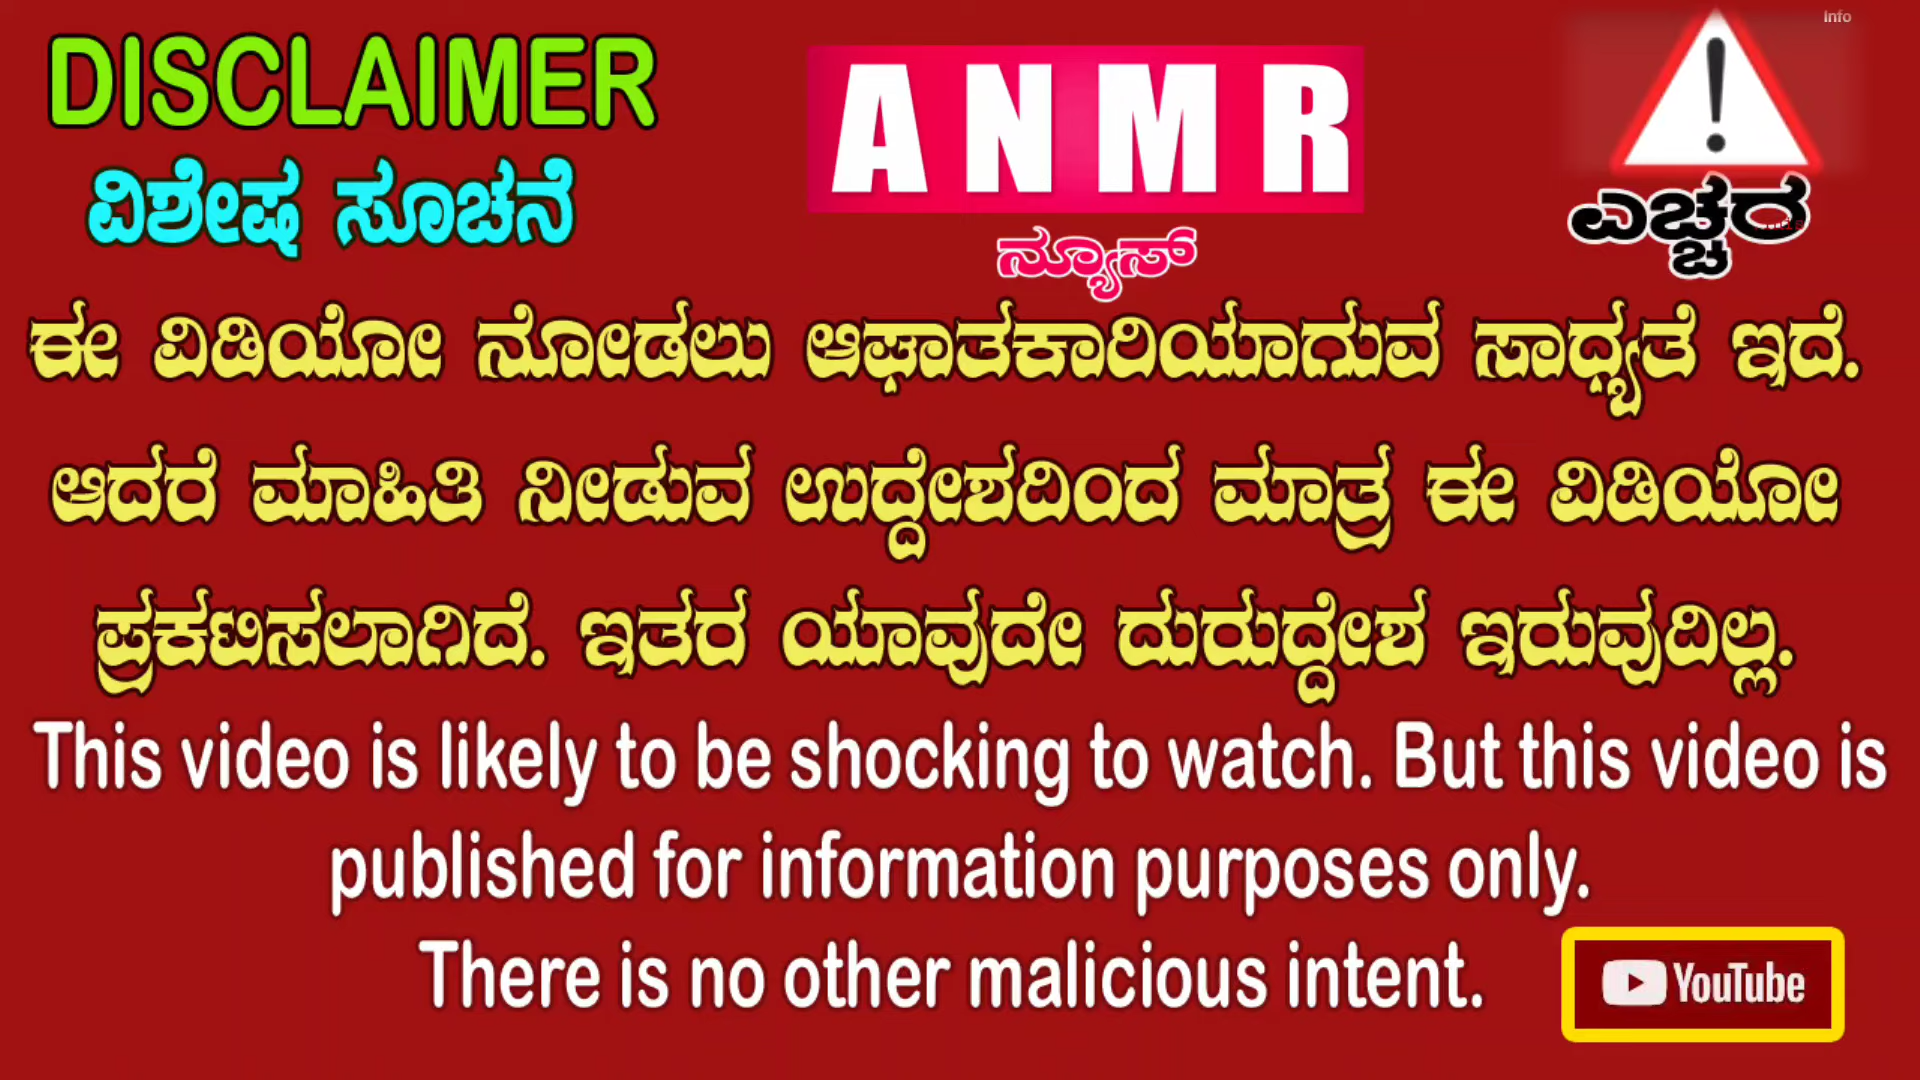 Info
DISCLAIMER
ವಿಶೇಷ ಸೂಚನೆ
ANMR
ನ್ಯೂಸ್
ಎಚ್ಚರ
ಈ ವಿಡಿಯೋ ನೋಡಲು ಆಘಾತಕಾರಿಯಾಗುವ ಸಾಧ್ಯತೆ ಇದೆ.
ಆದರೆ ಮಾಹಿತಿ ನೀಡುವ ಉದ್ದೇಶದಿಂದ ಮಾತ್ರ ಈ ವಿಡಿಯೋ
ಪ್ರಕಟಿಸಲಾಗಿದೆ. ಇತರ ಯಾವುದೇ ದುರುದ್ದೇಶ ಇರುವುದಿಲ್ಲ.
This video is likely to be shocking to watch. But this video is
published for information purposes only.
There is no other malicious intent.
YouTube